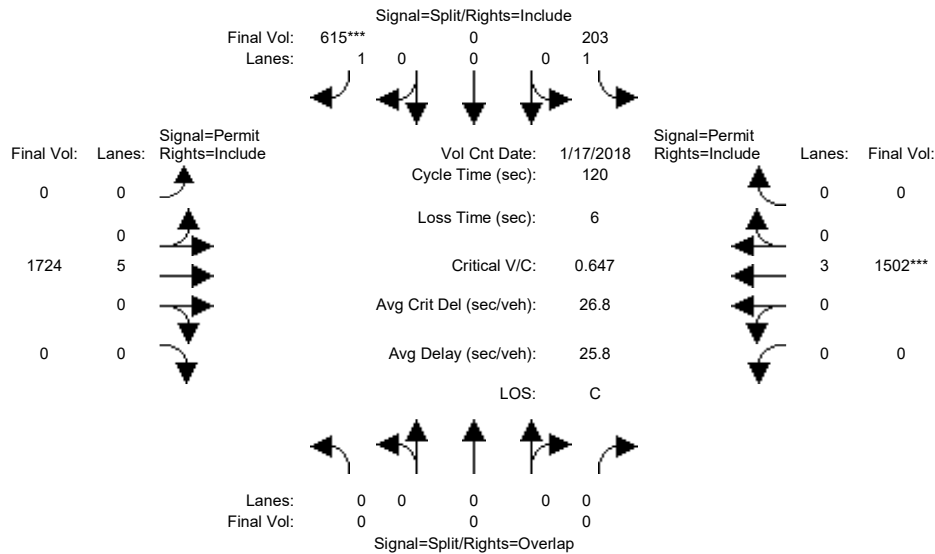 Signal=Split/Rights=Include
Final Vol: 615*** 0 203
Lanes: 1 0 0 0 1
Signal=Permit Signal=Permit
Final Vol: Lanes: Rights=Include Vol Cnt Date: 1/17/2018 Rights=Include Lanes: Final Vol:
Cycle Time (sec): 120
0 0 0 0
Loss Time (sec): 6
0 0
1724 5 Critical V/C: 0.647 3 1502***
0 Avg Crit Del (sec/veh): 26.8 0
0 0 Avg Delay (sec/veh): 25.8 0 0
LOS: C
Lanes: 0 0 0 0 0
Final Vol: 0 0 0
Signal=Split/Rights=Overlap